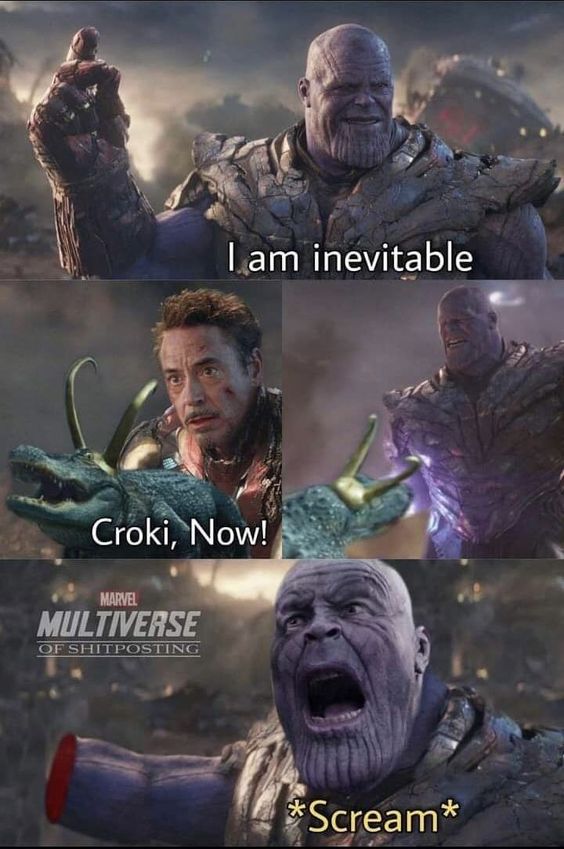 I am inevitable
Croki, Now!
MARVEL
MULTIVERSE
OF SHITPOSTING
*Scream*